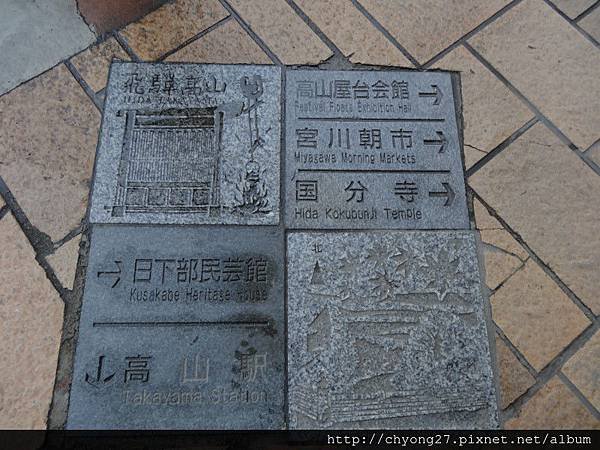 飛騨高山
HIDA TAKAYAMA
高山屋台会館
Festival Floats Exhibition Hall
宮川朝市
Miyagawa Morning Markets
国分寺
Hida Kokubunji Temple
日下部民芸館
Kusakabe Heritage House
高山駅
Takayama Station
北
http://chyong27.pixnet.net/album